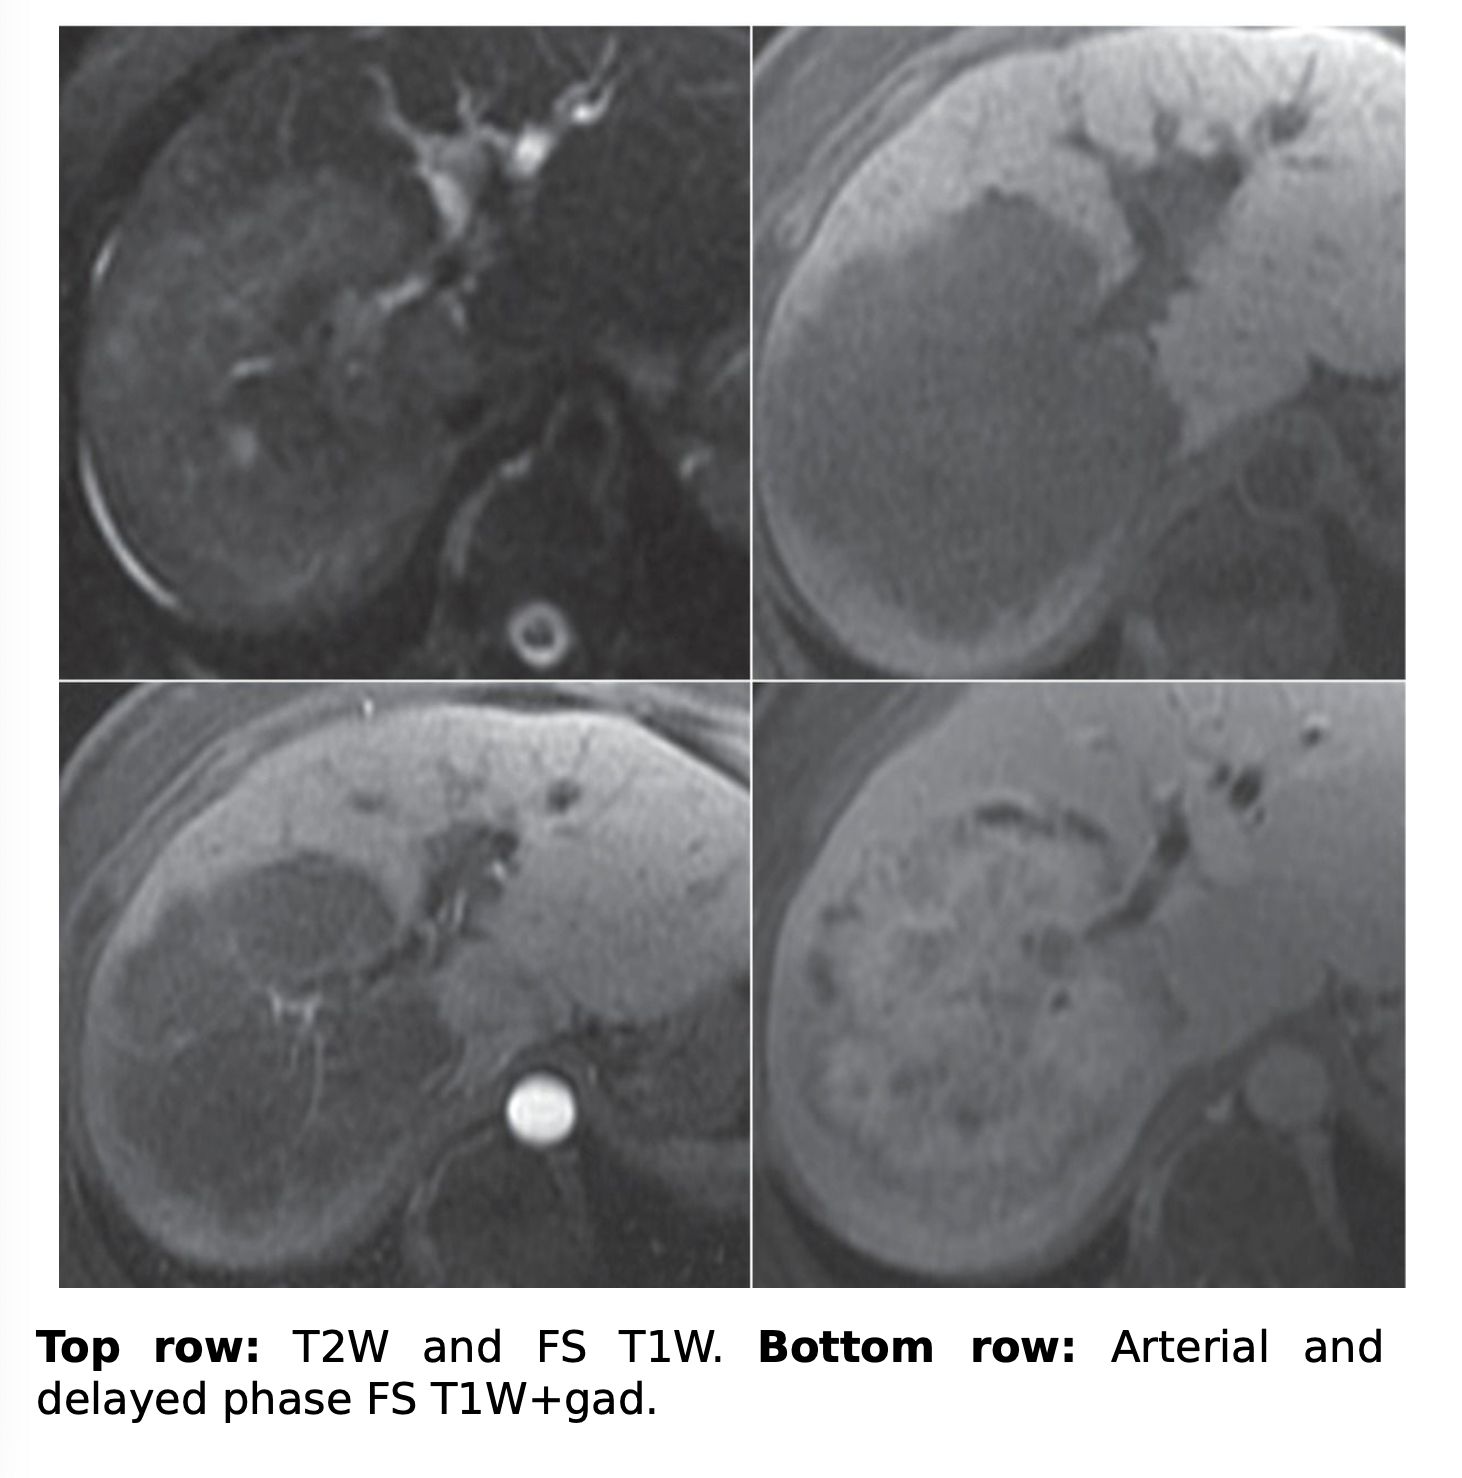 Top row: T2W and FS T1W. Bottom row: Arterial and
delayed phase FS T1W+gad.